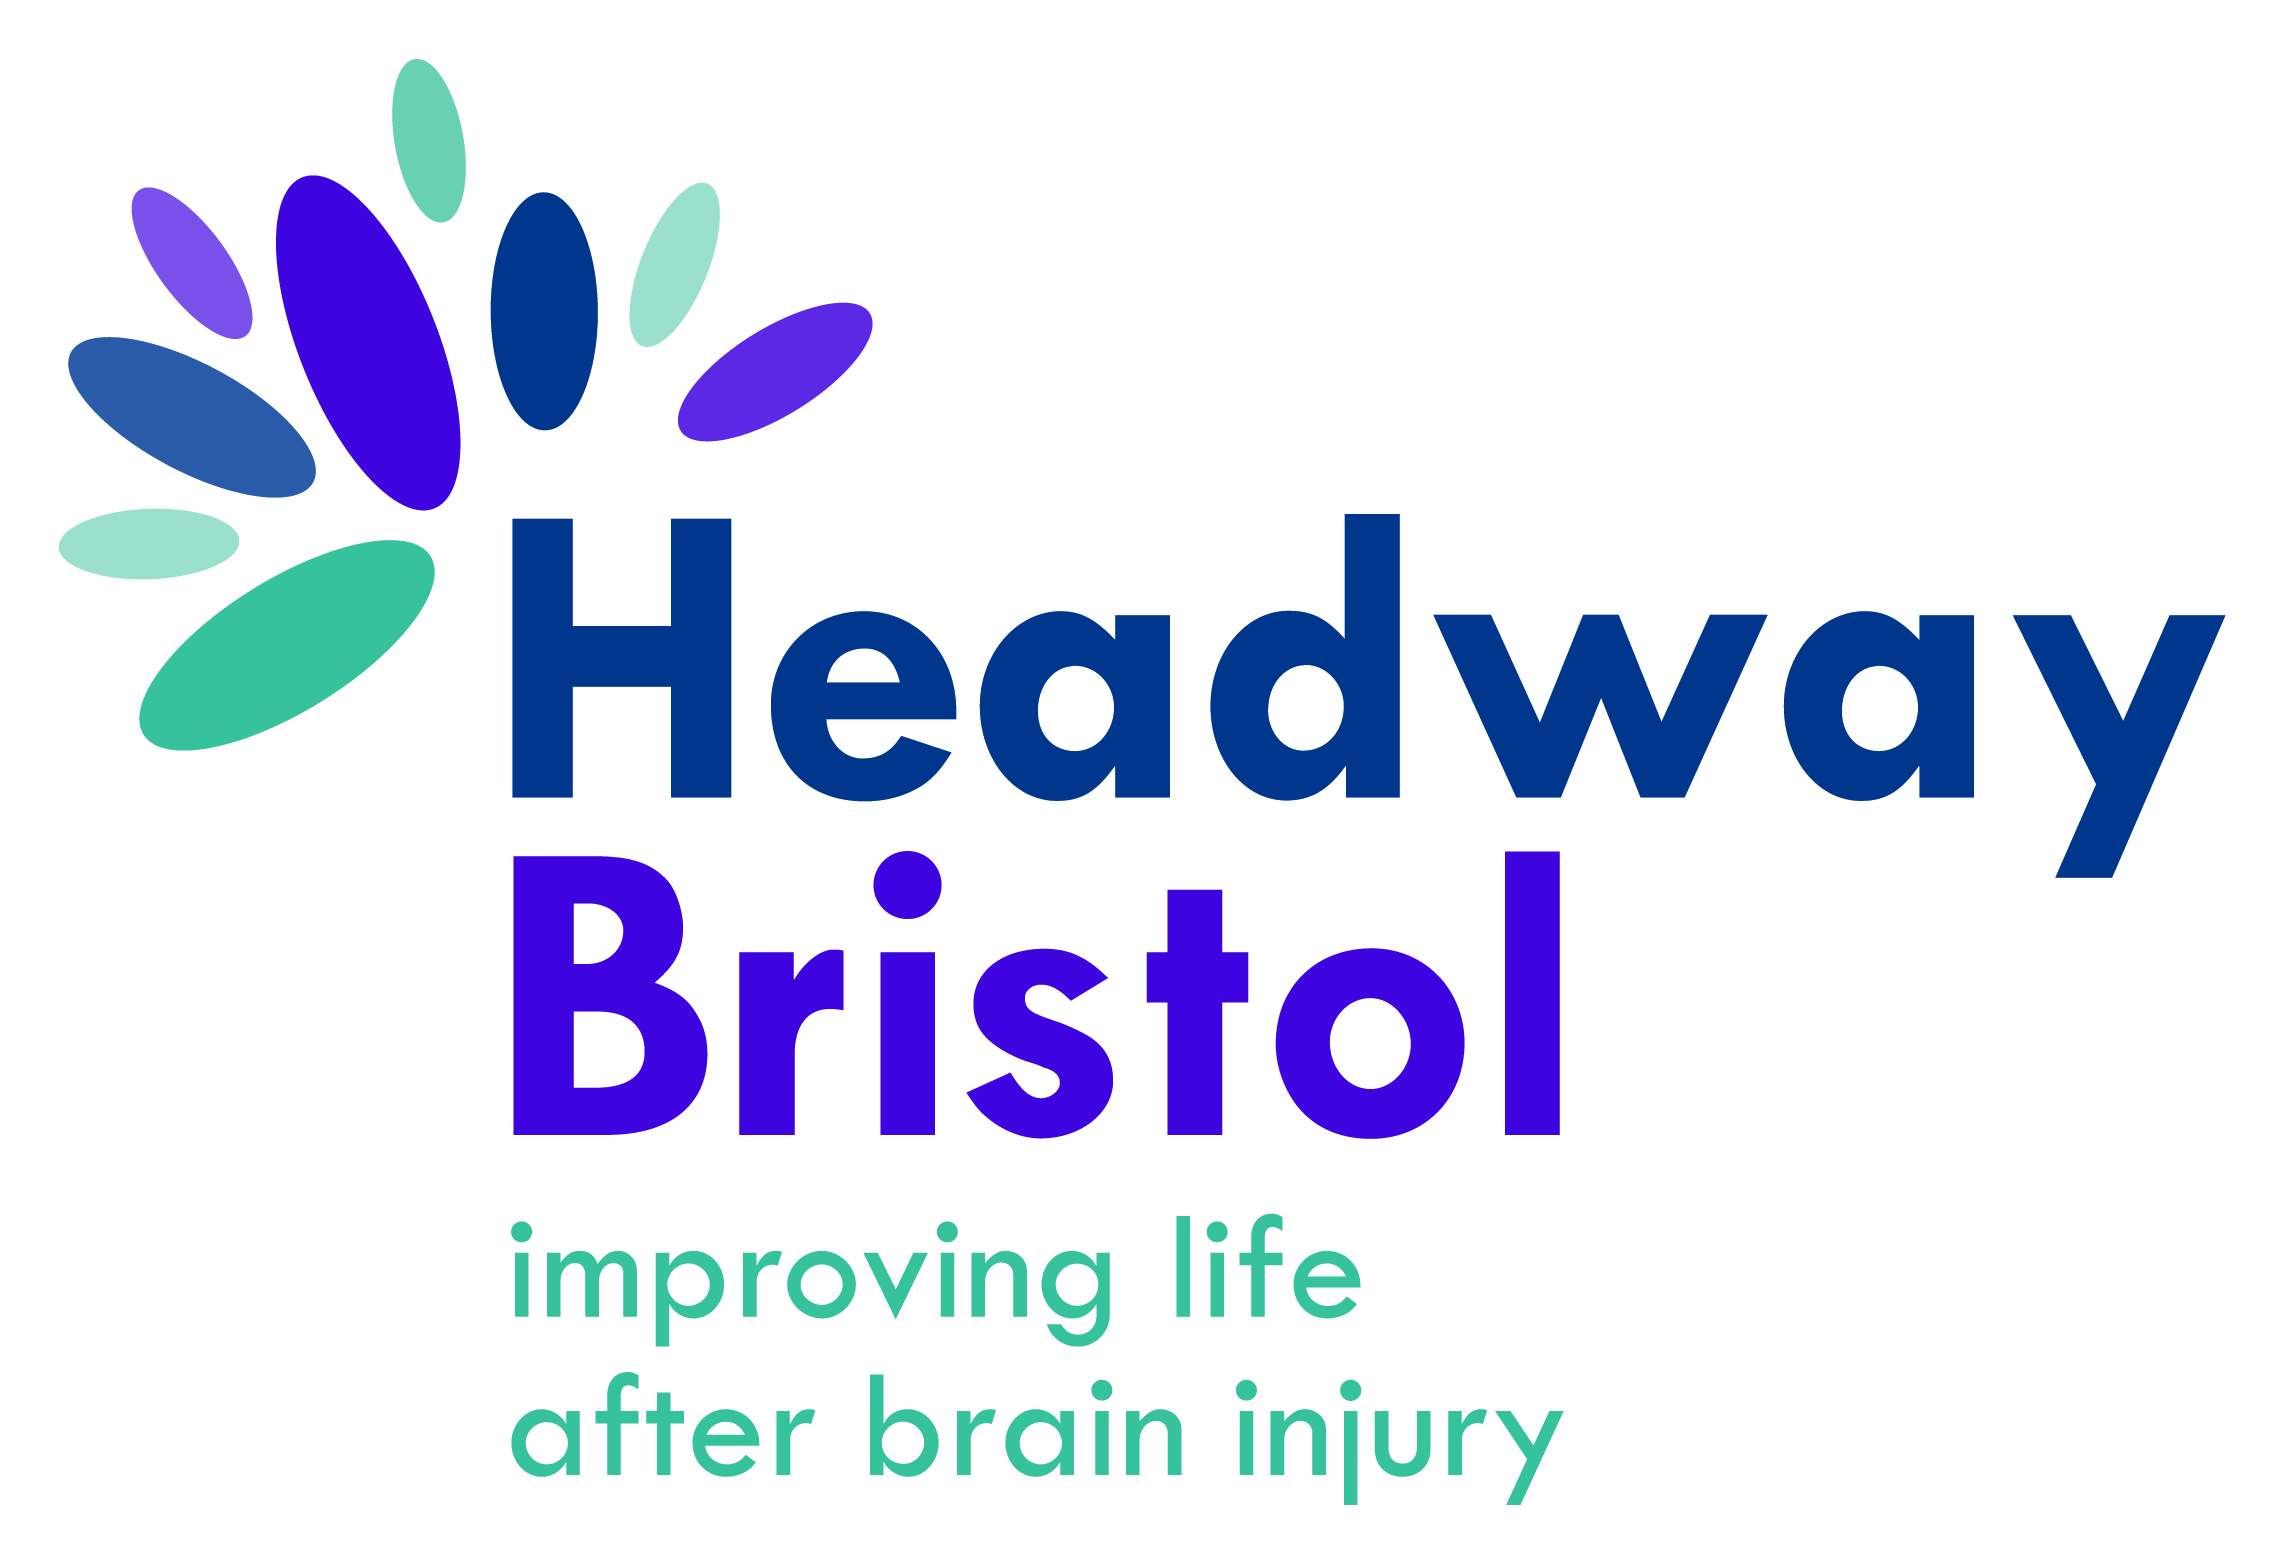 Headway
Bristol
improving life
after brain injury